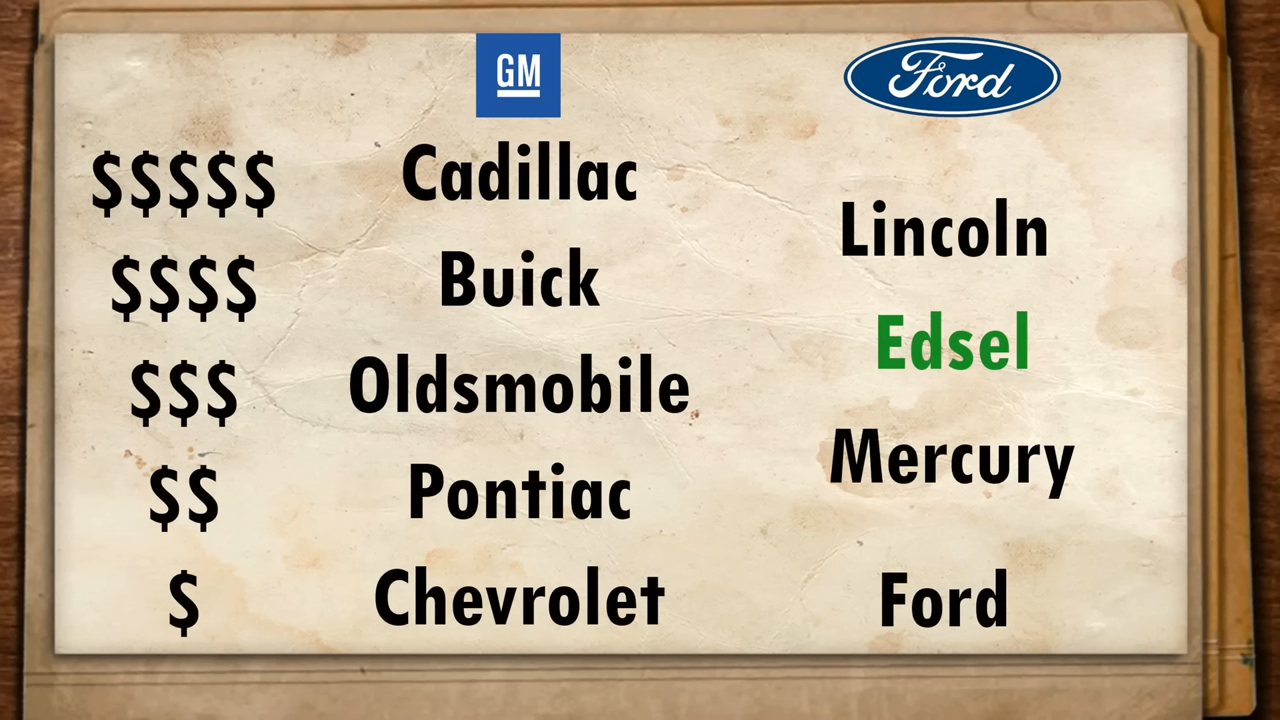 GM
Ford
$$$$$ Cadillac
Lincoln
$$$$ Buick
Edsel
$$$ Oldsmobile
Mercury
$$ Pontiac
$ Chevrolet Ford